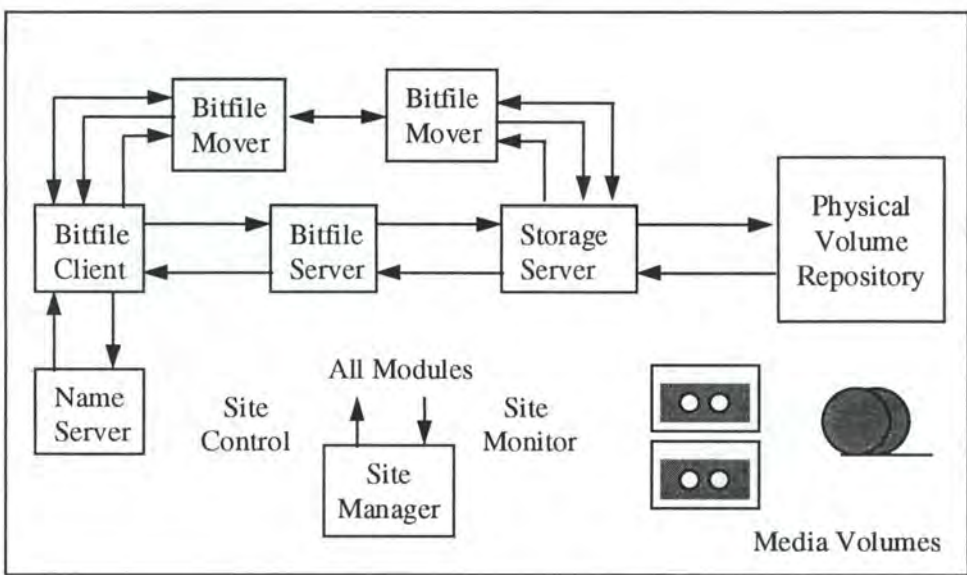 Bitfile
Mover
Bitfile
Mover
Bitfile
Client
Bitfile
Server
Storage
Server
Physical
Volume
Repository
Name
Server
All Modules
Site
Control
Site
Monitor
Site
Manager
Media Volumes